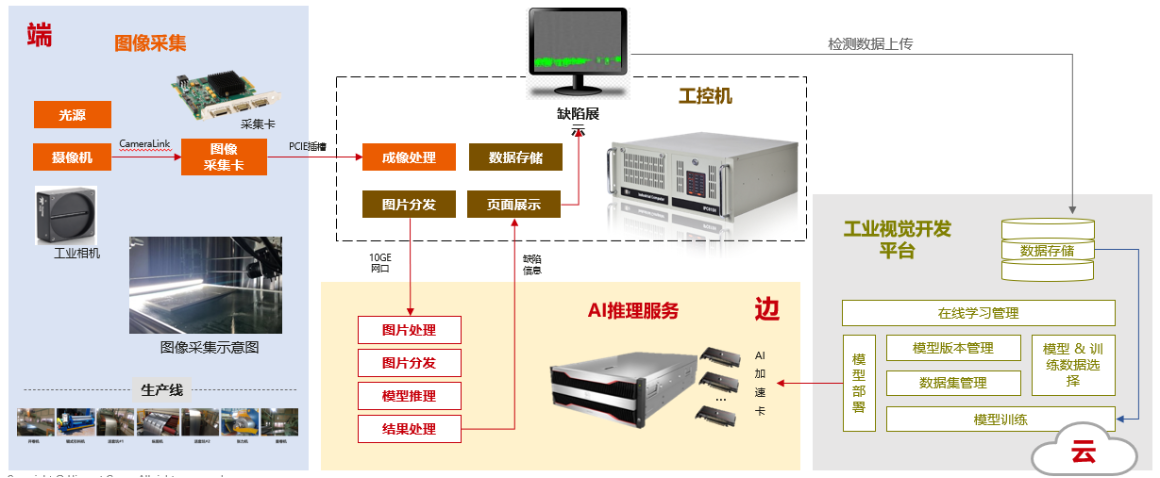 端
图像采集
采集卡
光源
摄像机
CameraLink
图像
采集卡
PCIE插槽
工业相机
图像采集示意图
生产线
缺陷展
示
工控机
成像处理
数据存储
图片分发
页面展示
10GE
网口
缺陷
信息
检测数据上传
AI推理服务
边
图片处理
图片分发
模型推理
结果处理
AI
加
速
卡
...
工业视觉开发
平台
数据存储
在线学习管理
模
型
部
署
模型版本管理
数据集管理
模型 & 训
练数据选
择
模型训练
云